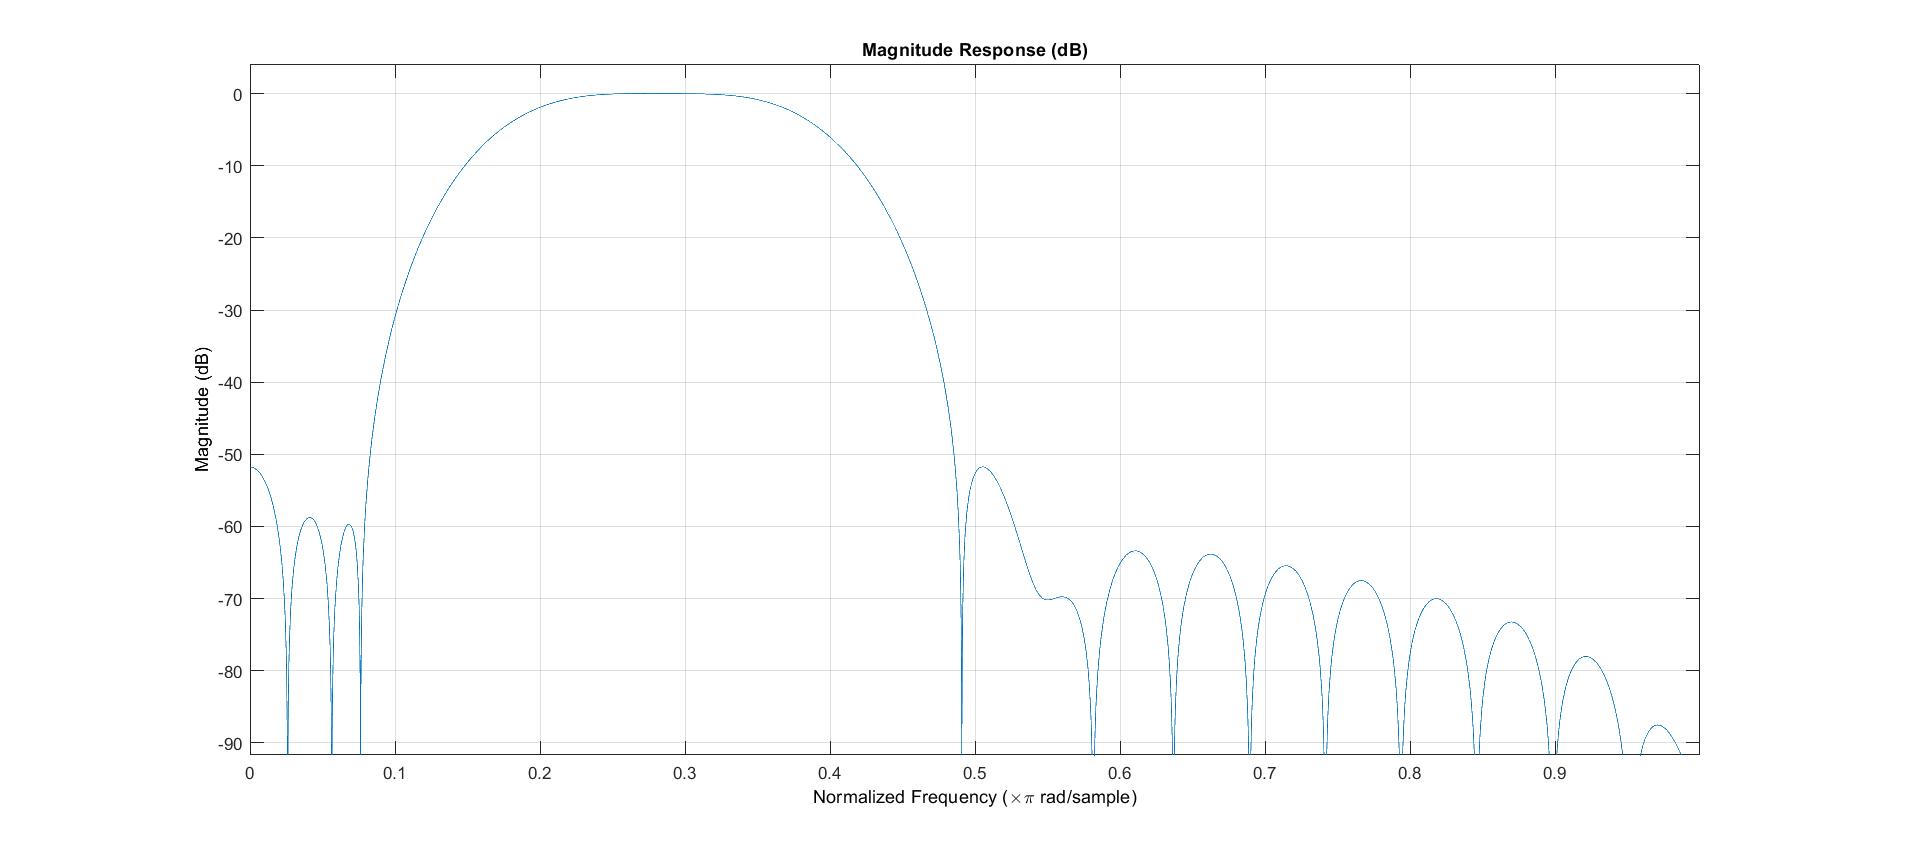 Magnitude Response (dB)
0
-10
-20
-30
-40
-50
-60
-70
-80
-90
Magnitude (dB)
0 0.1 0.2 0.3 0.4 0.5 0.6 0.7 0.8 0.9
Normalized Frequency (×π rad/sample)